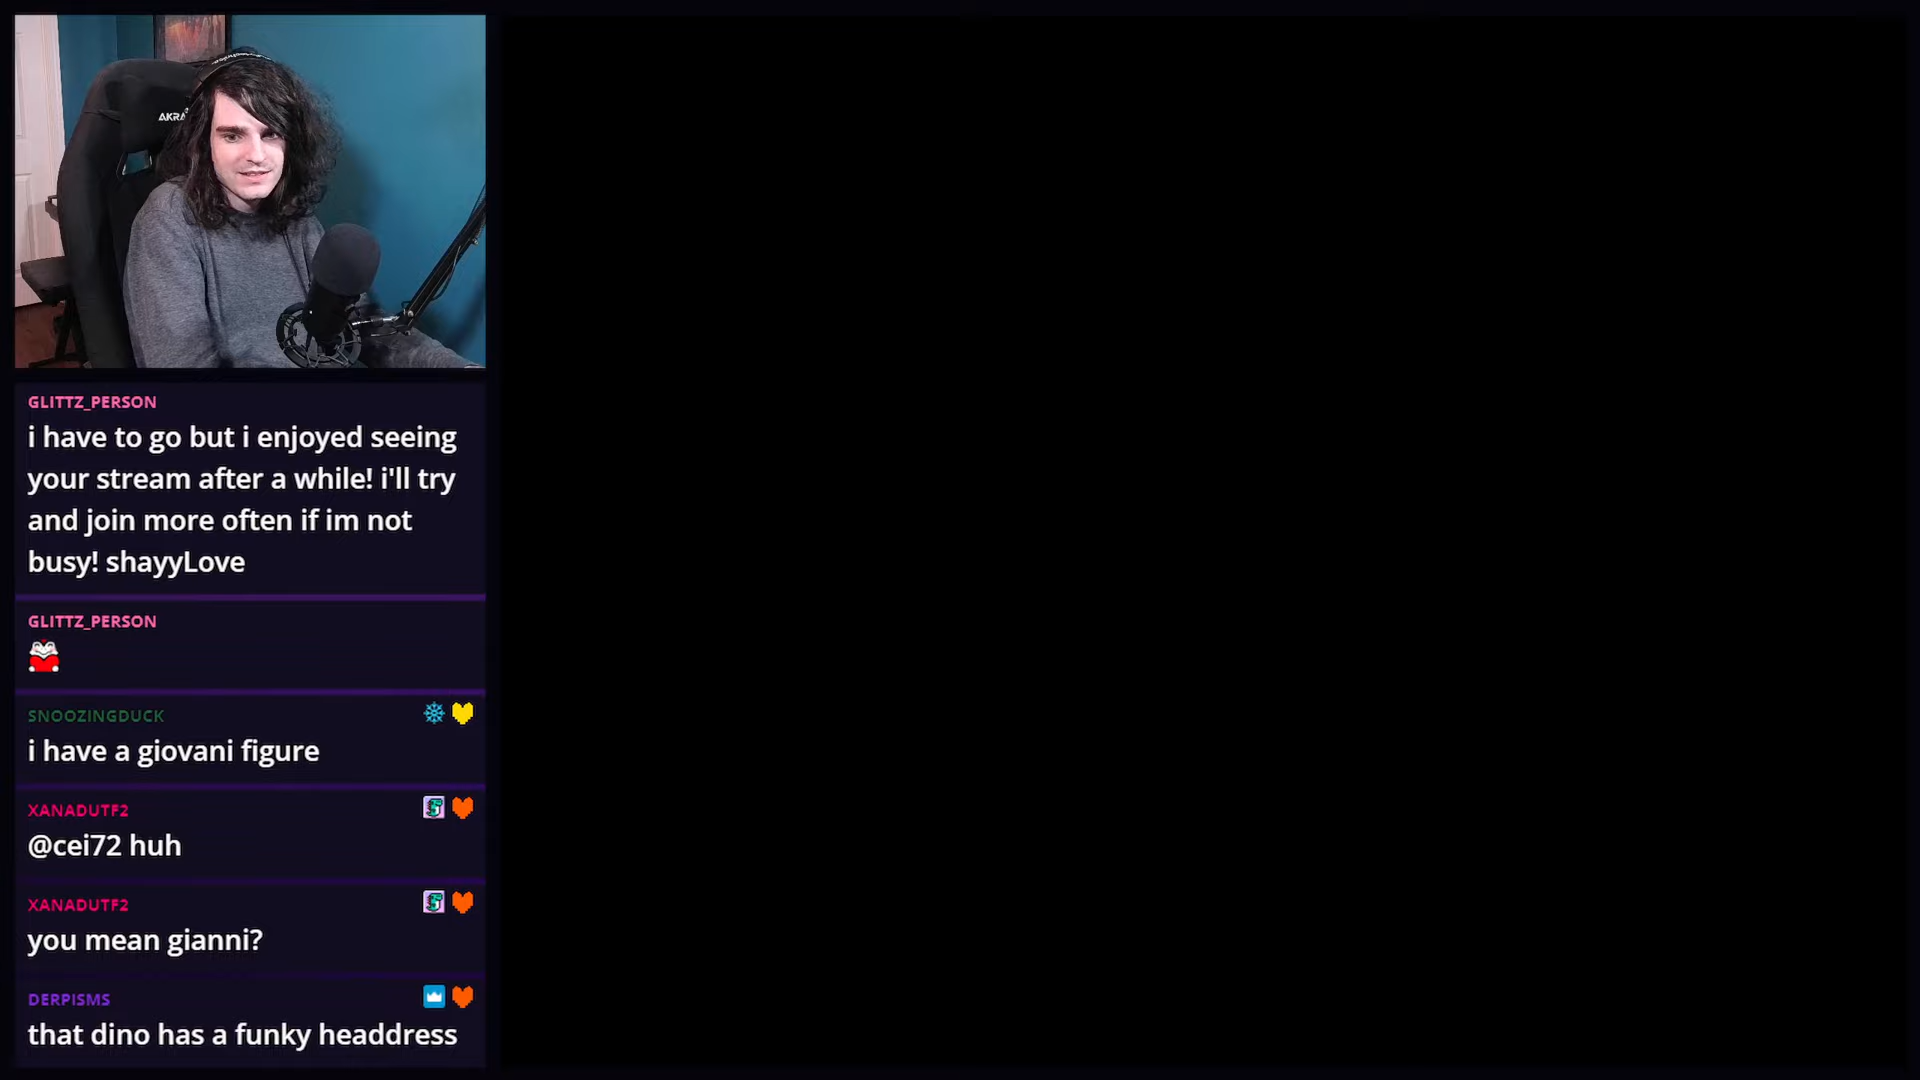 AKRA
GLITTZ_PERSON
i have to go but i enjoyed seeing
your stream after a while! i'll try
and join more often if im not
busy! shayyLove
GLITTZ_PERSON
SNOOZINGDUCK
i have a giovani figure
XANADUTF2
@cei72 huh
XANADUTF2
you mean gianni?
DERPISMS
that dino has a funky headdress